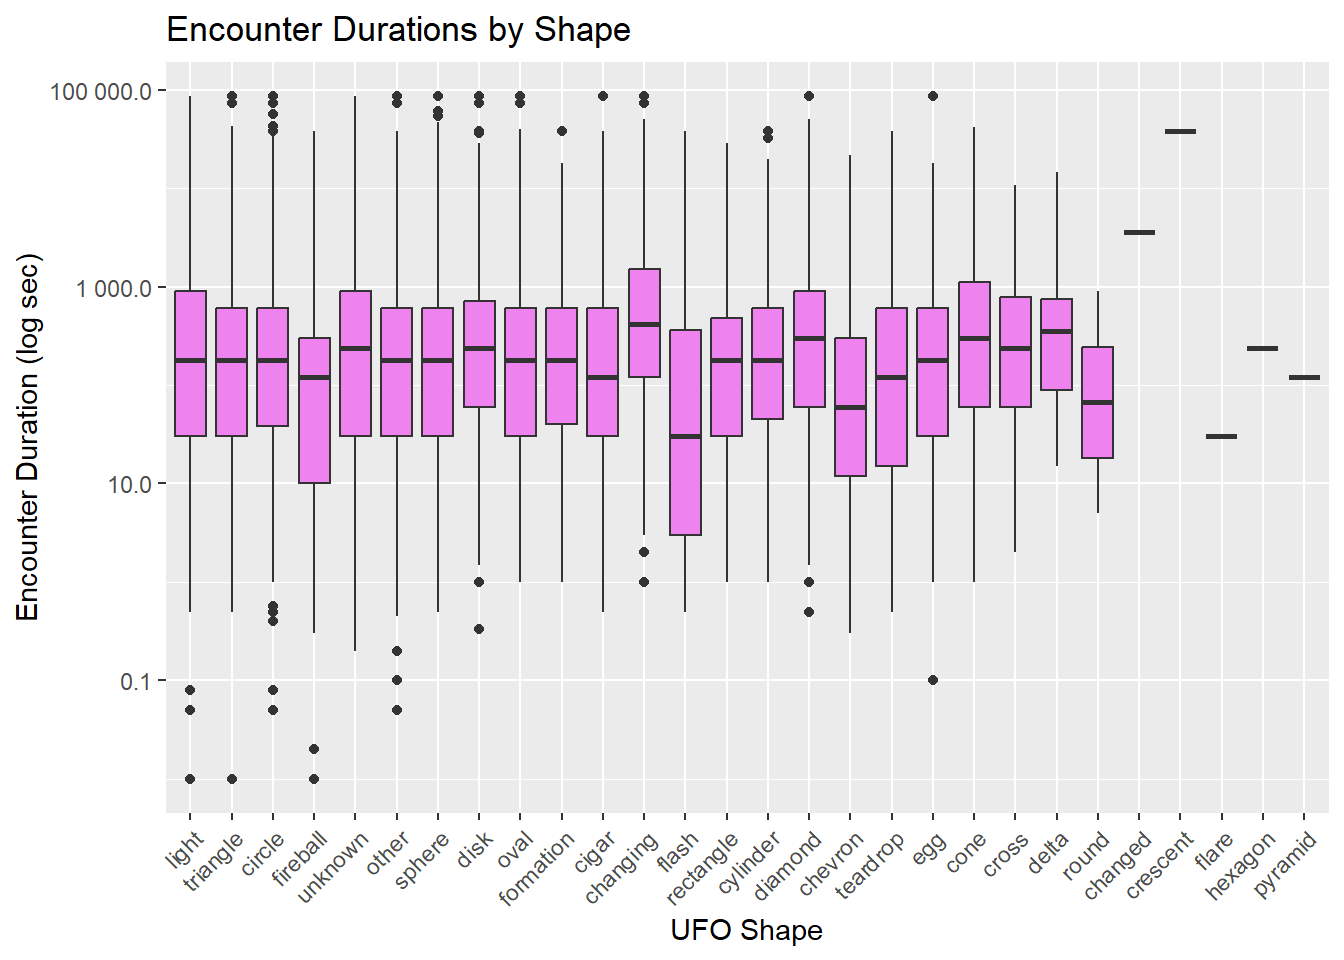 Encounter Durations by Shape
Encounter Duration (log sec)
100 000.0
1 000.0
10.0
0.1
light
triangle
circle
fireball
unknown
other
sphere
disk
oval
formation
cigar
changing
flash
rectangle
cylinder
diamond
chevron
teardrop
egg
cone
cross
delta
round
changed
crescent
flare
hexagon
pyramid
UFO Shape